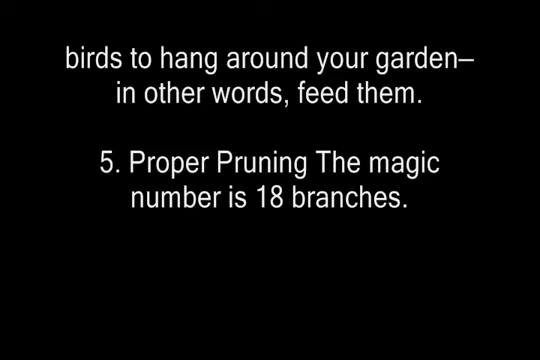 birds to hang around your garden–
in other words, feed them.
5. Proper Pruning The magic
number is 18 branches.